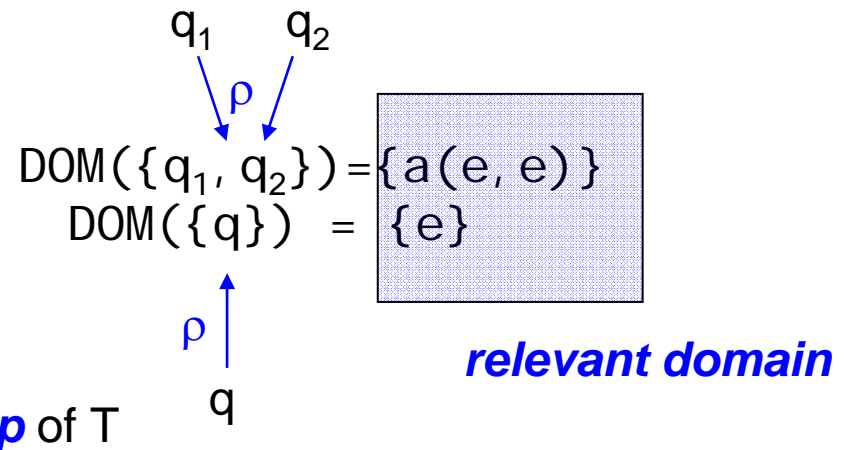 q₁ q₂
ρ
DOM({q₁, q₂})={a(e, e)}
DOM({q}) = {e}
ρ
relevant domain
q
p of T